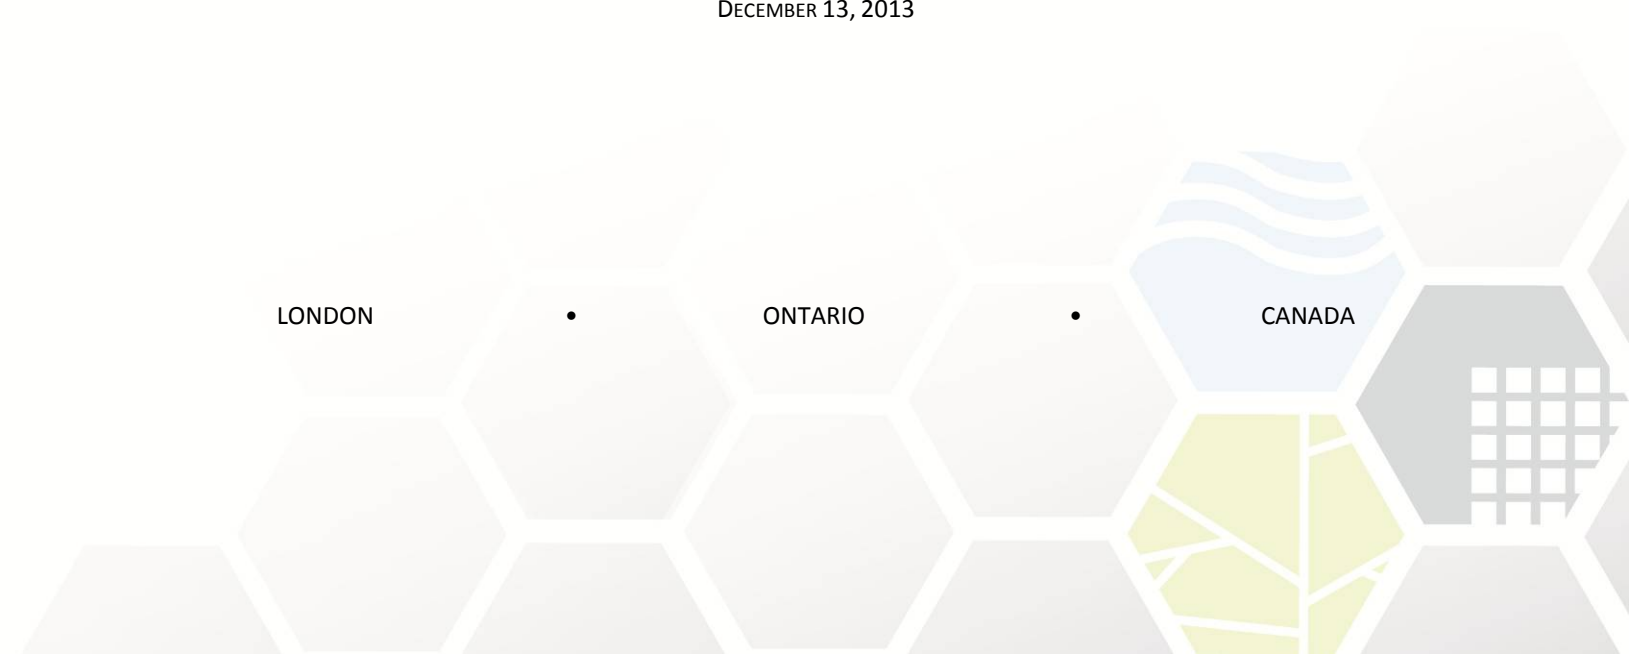 DECEMBER 13, 2013
LONDON • ONTARIO • CANADA